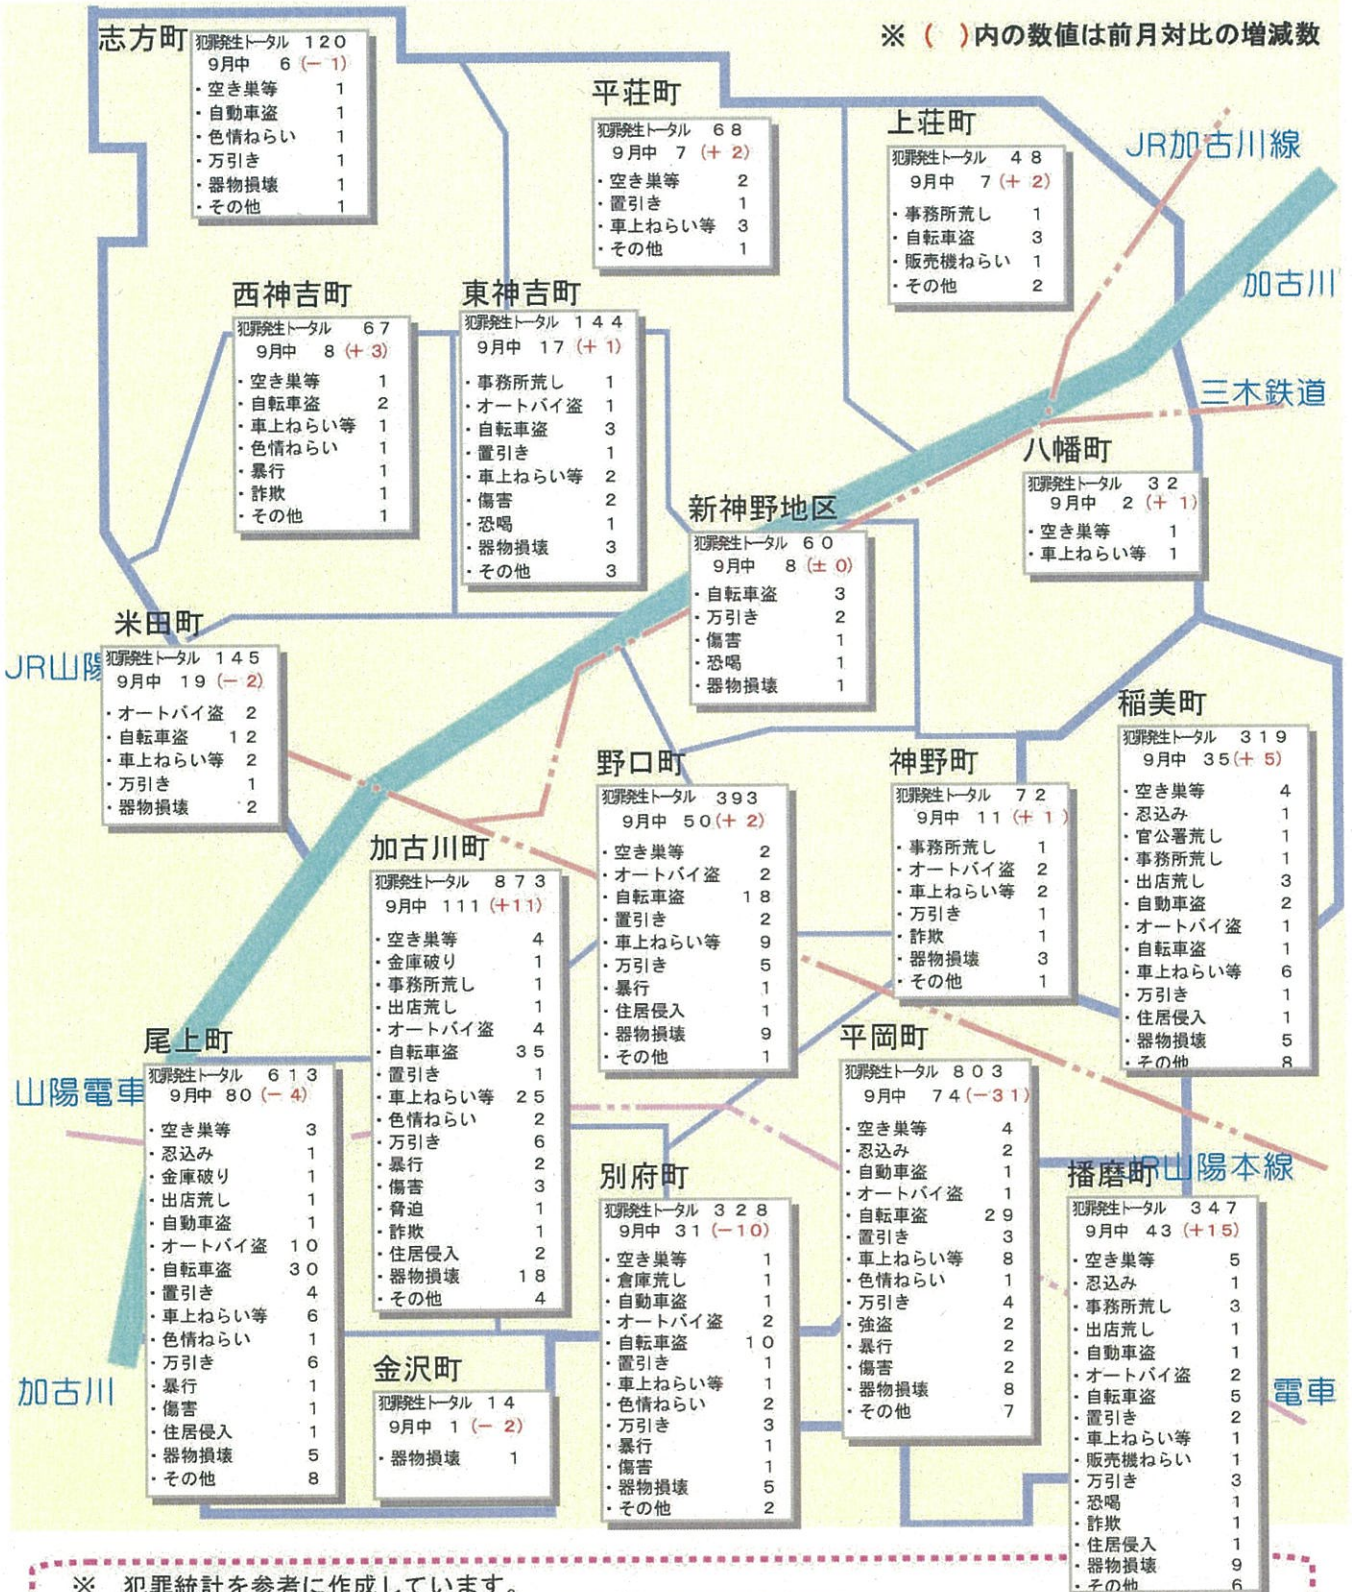 ※ ( )内の数値は前月対比の増減数
志方町
犯罪発生トータル 120
9月中 6 (－1)
・空き巣等 1
・自動車盗 1
・色情ねらい 1
・万引き 1
・器物損壊 1
・その他 1
平荘町
犯罪発生トータル 68
9月中 7 (＋2)
・空き巣等 2
・置引き 1
・車上ねらい等 3
・その他 1
上荘町
犯罪発生トータル 48
9月中 7 (＋2)
・事務所荒し 1
・自転車盗 3
・販売機ねらい 1
・その他 2
JR加古川線
加古川
三木鉄道
西神吉町
犯罪発生トータル 67
9月中 8 (＋3)
・空き巣等 1
・自転車盗 2
・車上ねらい等 1
・色情ねらい 1
・暴行 1
・詐欺 1
・その他 1
東神吉町
犯罪発生トータル 144
9月中 17 (＋1)
・事務所荒し 1
・オートバイ盗 1
・自転車盗 3
・置引き 1
・車上ねらい等 2
・傷害 2
・恐喝 1
・器物損壊 3
・その他 3
八幡町
犯罪発生トータル 32
9月中 2 (＋1)
・空き巣等 1
・車上ねらい等 1
新神野地区
犯罪発生トータル 60
9月中 8 (±0)
・自転車盗 3
・万引き 2
・傷害 1
・恐喝 1
・器物損壊 1
米田町
JR山陽
犯罪発生トータル 145
9月中 19 (－2)
・オートバイ盗 2
・自転車盗 12
・車上ねらい等 2
・万引き 1
・器物損壊 2
稲美町
犯罪発生トータル 319
9月中 35(＋5)
・空き巣等 4
・忍込み 1
・官公署荒し 1
・事務所荒し 1
・出店荒し 3
・自動車盗 2
・オートバイ盗 1
・自転車盗 1
・車上ねらい等 6
・万引き 1
・住居侵入 1
・器物損壊 5
・その他 8
野口町
犯罪発生トータル 393
9月中 50(＋2)
・空き巣等 2
・オートバイ盗 2
・自転車盗 18
・置引き 2
・車上ねらい等 9
・万引き 5
・暴行 1
・住居侵入 1
・器物損壊 9
・その他 1
神野町
犯罪発生トータル 72
9月中 11 (＋1)
・事務所荒し 1
・オートバイ盗 2
・車上ねらい等 2
・万引き 1
・詐欺 1
・器物損壊 3
・その他 1
加古川町
犯罪発生トータル 873
9月中 111 (＋11)
・空き巣等 4
・金庫破り 1
・事務所荒し 1
・出店荒し 1
・オートバイ盗 4
・自転車盗 35
・置引き 1
・車上ねらい等 25
・色情ねらい 2
・万引き 6
・暴行 2
・傷害 3
・脅迫 1
・詐欺 1
・住居侵入 2
・器物損壊 18
・その他 4
尾上町
山陽電車
犯罪発生トータル 613
9月中 80 (－4)
・空き巣等 3
・忍込み 1
・金庫破り 1
・出店荒し 1
・自動車盗 1
・オートバイ盗 10
・自転車盗 30
・置引き 4
・車上ねらい等 6
・色情ねらい 1
・万引き 6
・暴行 1
・傷害 1
・住居侵入 1
・器物損壊 5
・その他 8
加古川
平岡町
犯罪発生トータル 803
9月中 74(－31)
・空き巣等 4
・忍込み 2
・自動車盗 1
・オートバイ盗 1
・自転車盗 29
・置引き 3
・車上ねらい等 8
・色情ねらい 1
・万引き 4
・強盗 2
・暴行 2
・傷害 2
・器物損壊 8
・その他 7
別府町
犯罪発生トータル 328
9月中 31 (－10)
・空き巣等 1
・倉庫荒し 1
・自動車盗 1
・オートバイ盗 2
・自転車盗 10
・置引き 1
・車上ねらい等 1
・色情ねらい 2
・万引き 3
・暴行 1
・傷害 1
・器物損壊 5
・その他 2
JR山陽本線
播磨町
犯罪発生トータル 347
9月中 43 (＋15)
・空き巣等 5
・忍込み 1
・事務所荒し 3
・出店荒し 1
・自動車盗 1
・オートバイ盗 2
・自転車盗 5
・置引き 2
・車上ねらい等 1
・販売機ねらい 1
・万引き 3
・恐喝 1
・詐欺 1
・住居侵入 1
・器物損壊 9
・その他 6
電車
金沢町
犯罪発生トータル 14
9月中 1 (－2)
・器物損壊 1
※ 犯罪統計を参考に作成しています。